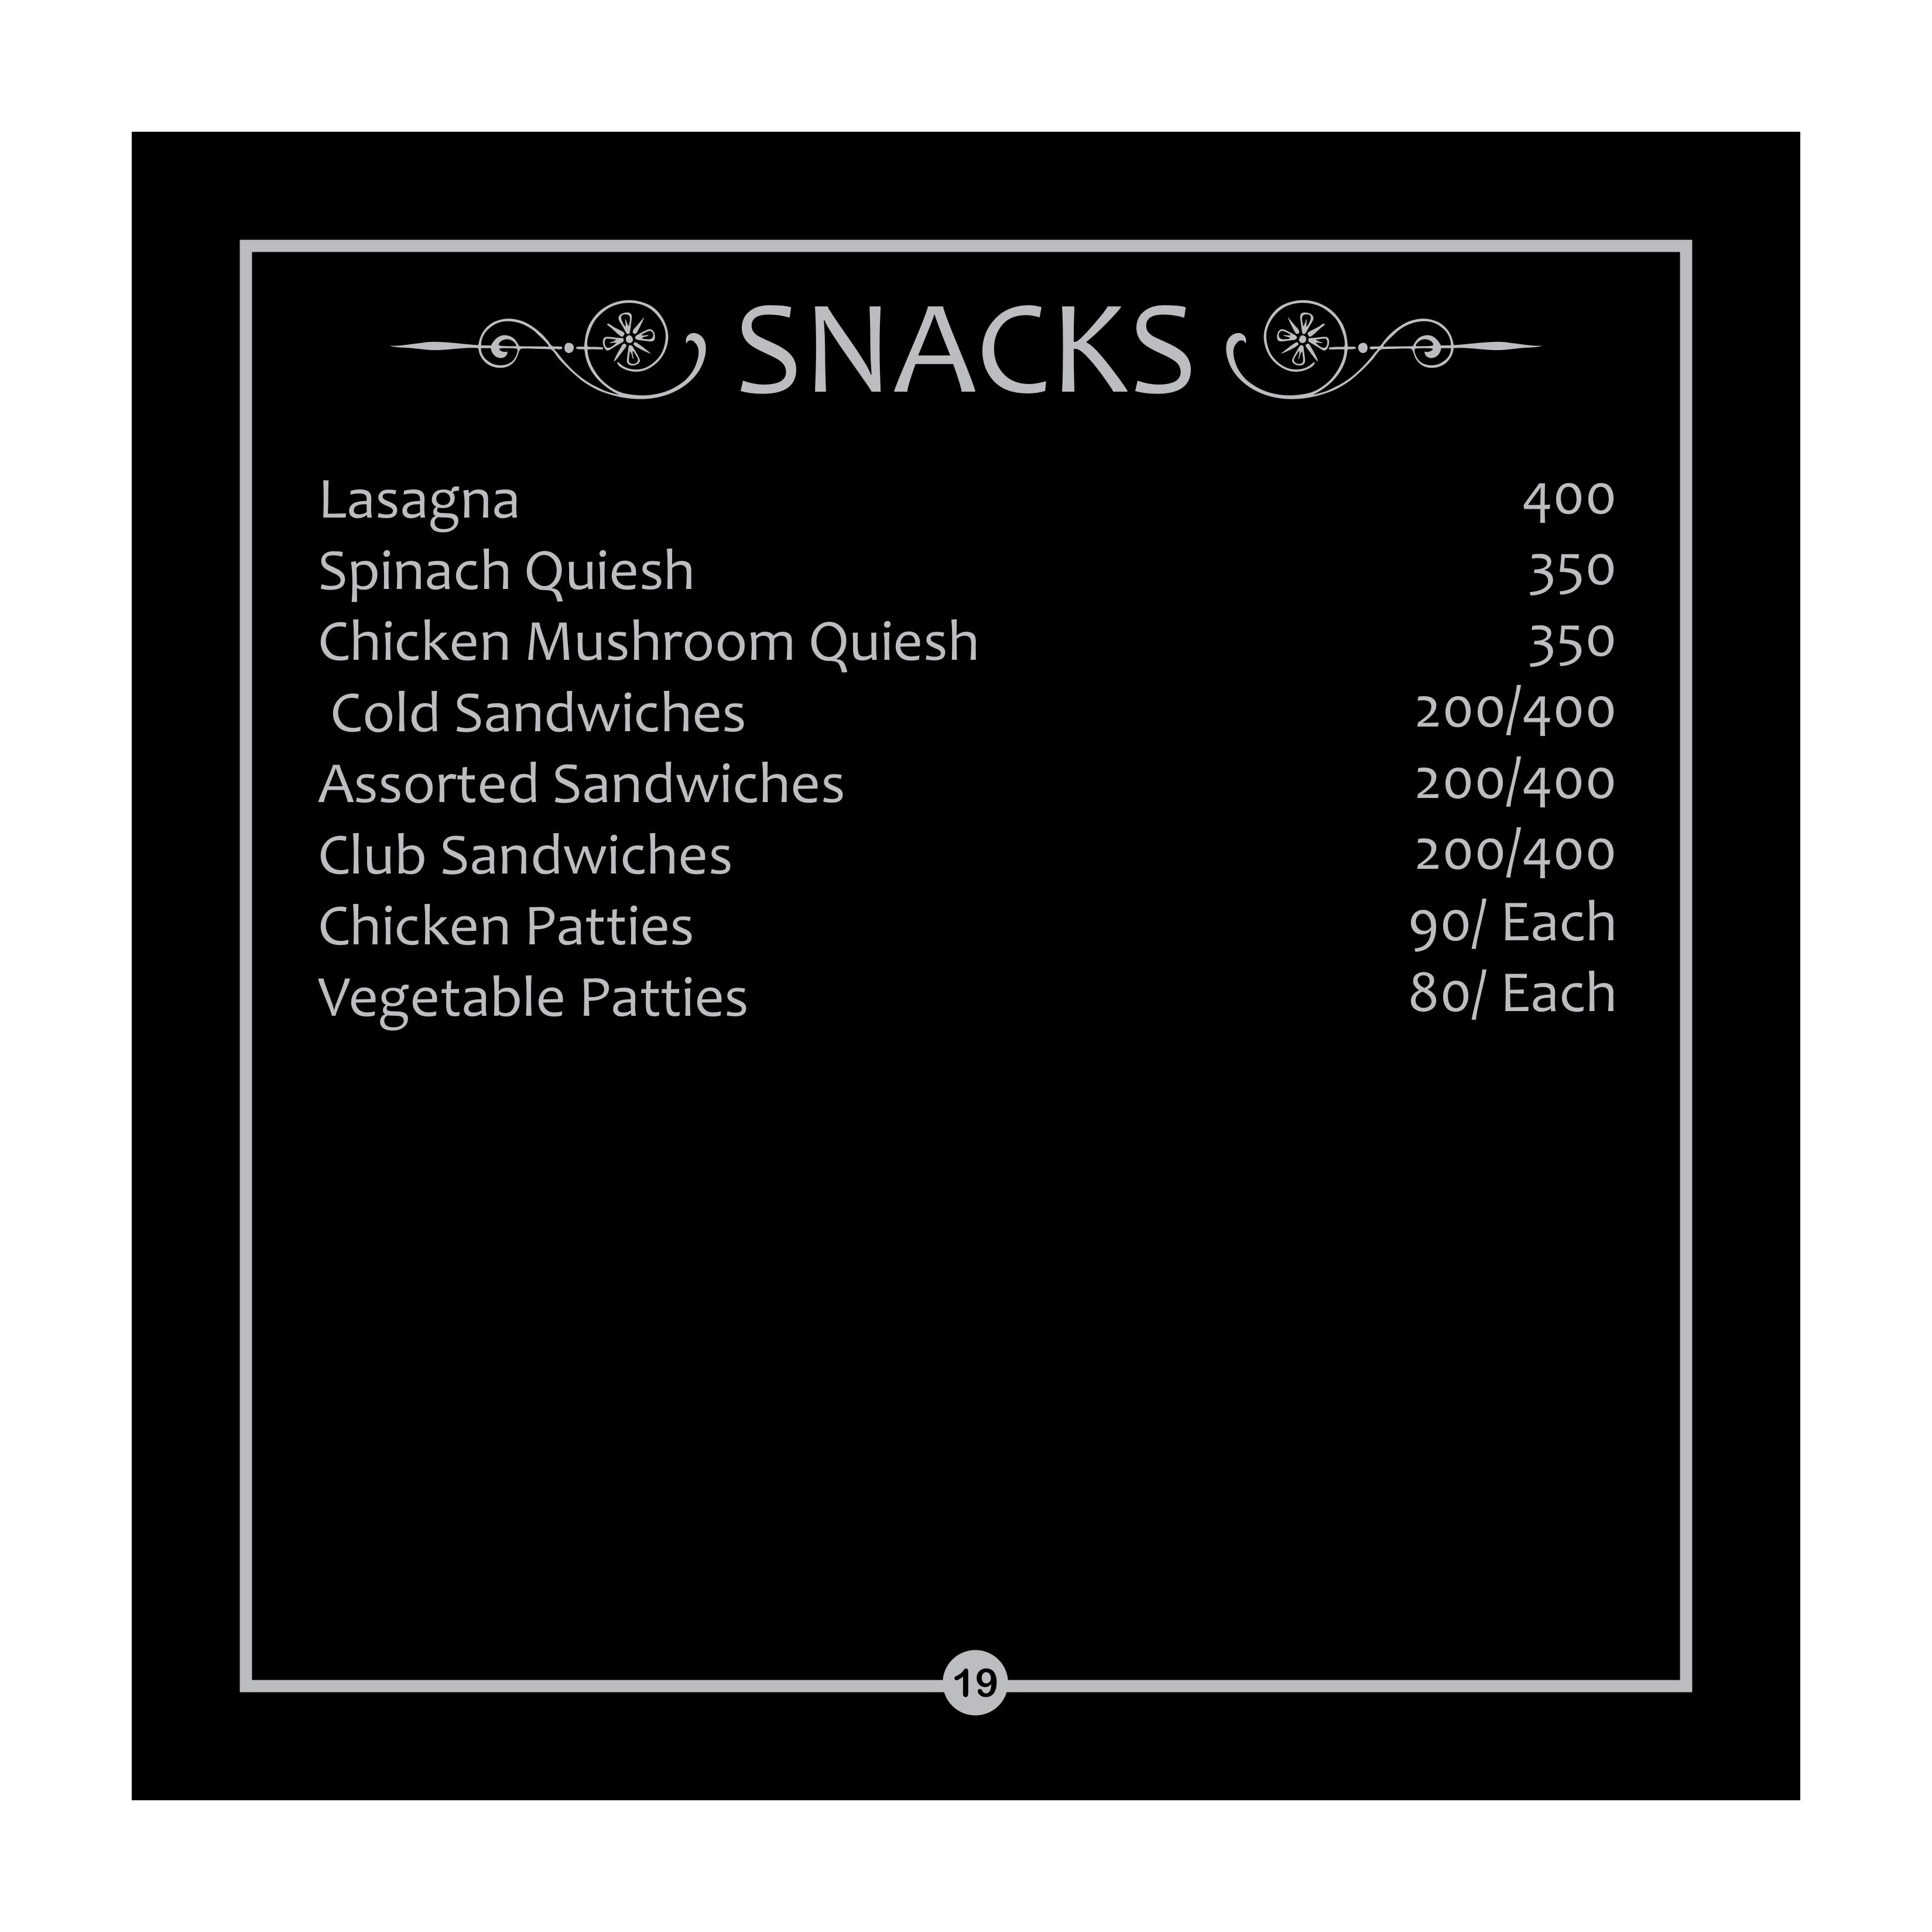 SNACKS
Lasagna 400
Spinach Quiesh 350
Chicken Mushroom Quiesh 350
Cold Sandwiches 200/400
Assorted Sandwiches 200/400
Club Sandwiches 200/400
Chicken Patties 90/ Each
Vegetable Patties 80/ Each
19